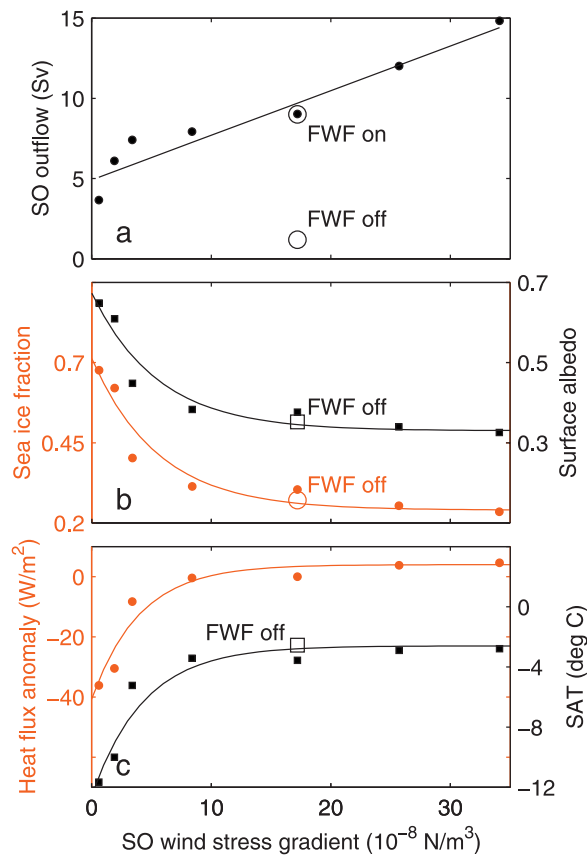 15
10
5
0
SO outflow (Sv)
FWF on
FWF off
a
0.7
0.45
0.2
Sea ice fraction
0.7
0.5
0.3
Surface albedo
FWF off
FWF off
b
0
−20
−40
Heat flux anomaly (W/m²)
0
−4
−8
−12
SAT (deg C)
FWF off
c
0 10 20 30
SO wind stress gradient (10⁻⁸ N/m³)